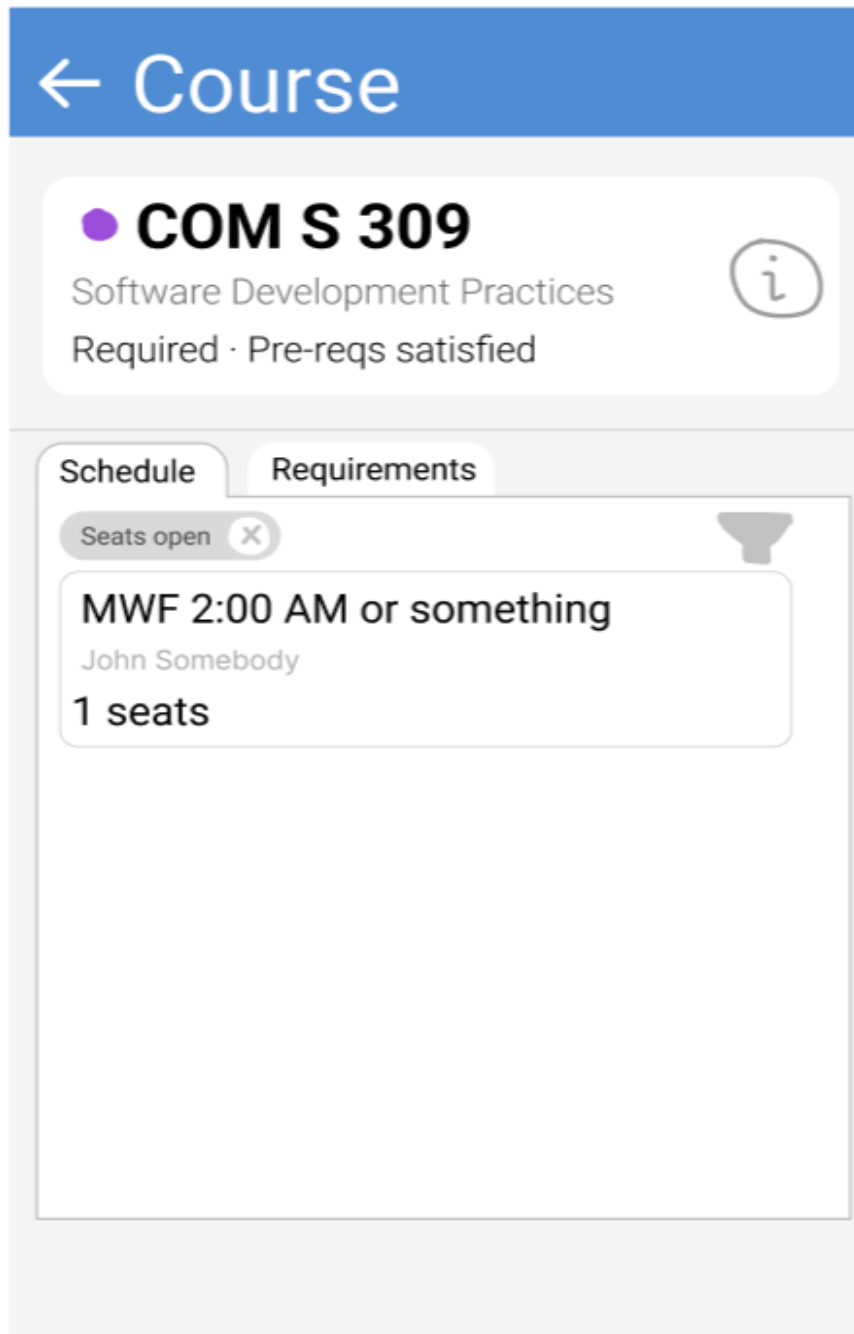 ← Course
COM S 309
Software Development Practices
i
Required · Pre-reqs satisfied
Schedule
Requirements
Seats open ×
MWF 2:00 AM or something
John Somebody
1 seats